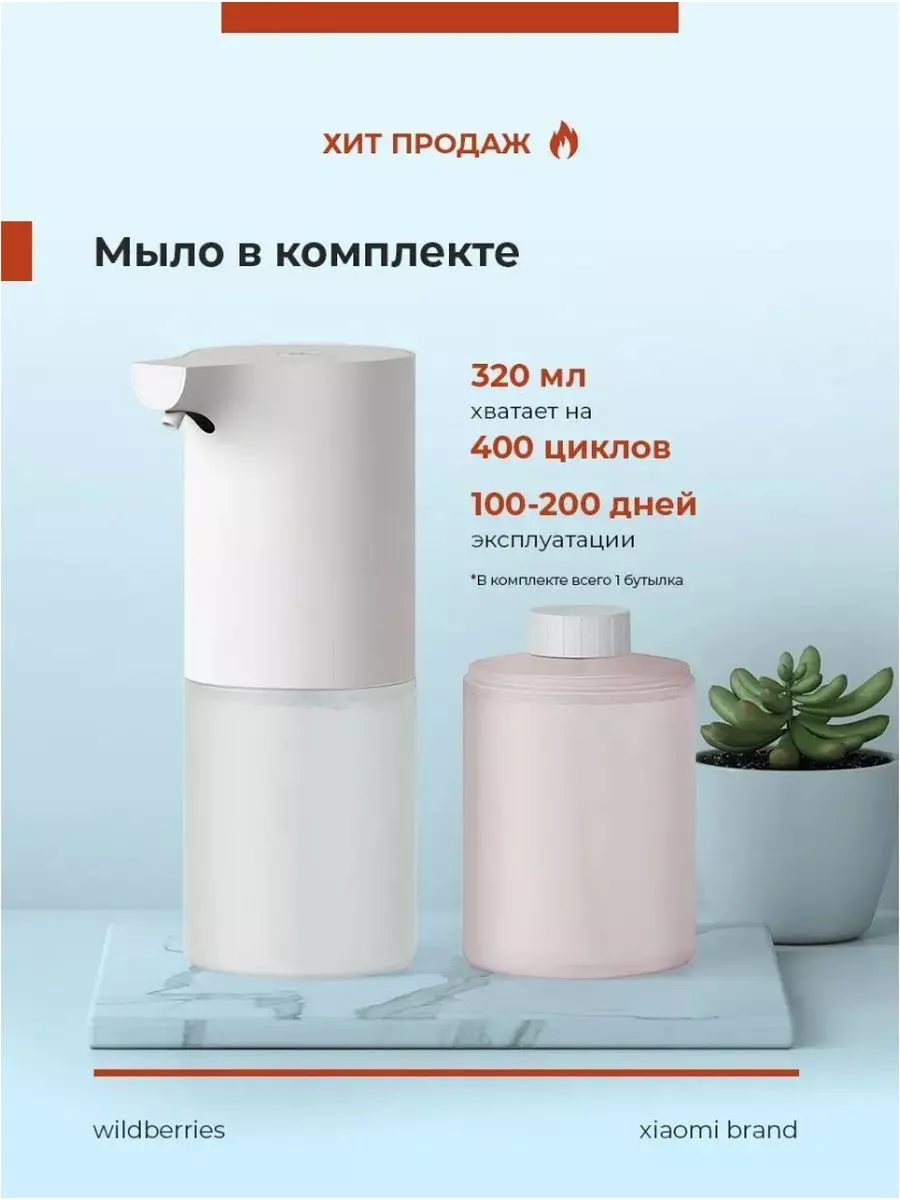 ХИТ ПРОДАЖ
Мыло в комплекте
320 мл
хватает на
400 циклов
100-200 дней
эксплуатации
*В комплекте всего 1 бутылка
wildberries
xiaomi brand